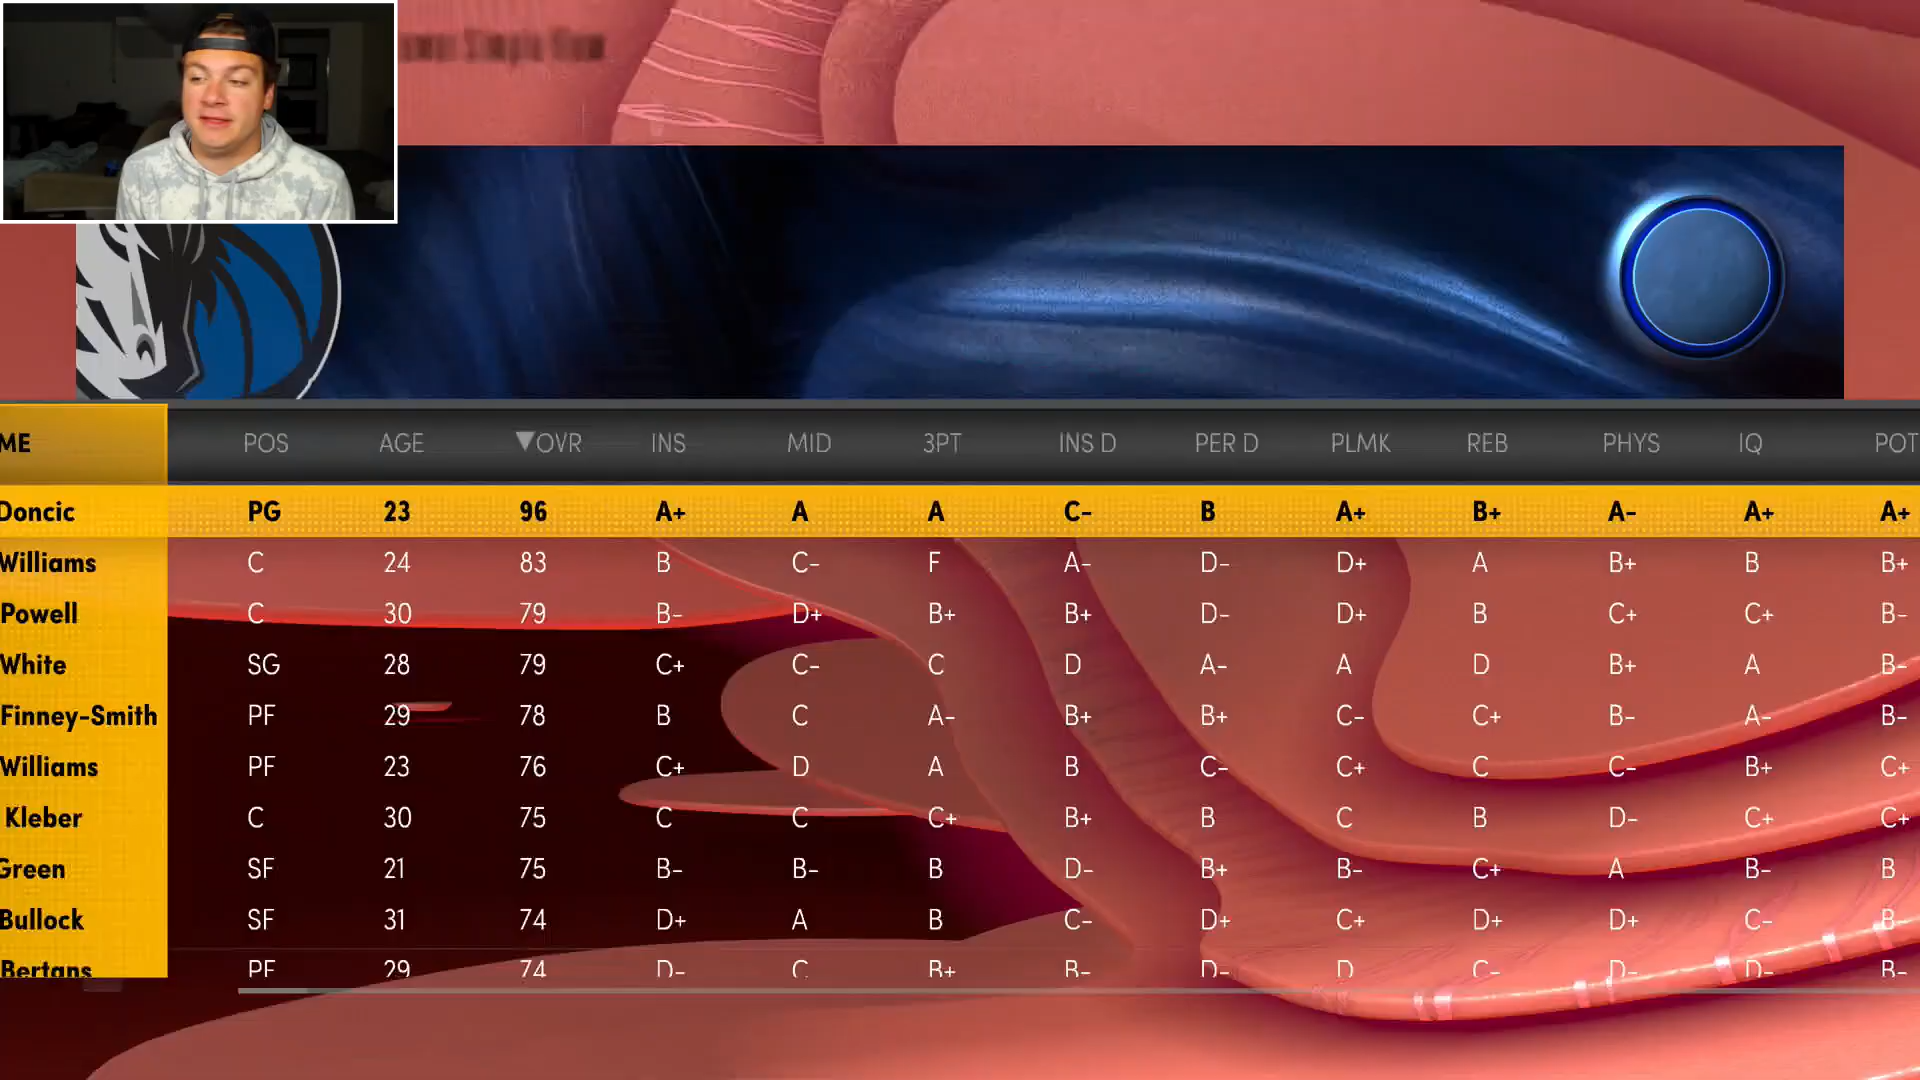 ME POS AGE ▼OVR INS MID 3PT INS D PER D PLMK REB PHYS IQ POT
Doncic PG 23 96 A+ A A C- B A+ B+ A- A+ A+
Williams C 24 83 B C- F A- D- D+ A B+ B B+
Powell C 30 79 B- D+ B+ B+ D- D+ B C+ C+ B-
White SG 28 79 C+ C- C D A- A D B+ A B-
Finney-Smith PF 29 78 B C A- B+ B+ C- C+ B- A- B-
Williams PF 23 76 C+ D A B C- C+ C C- B+ C+
Kleber C 30 75 C C C+ B+ B C B D- C+ C+
Green SF 21 75 B- B- B D- B+ B- C+ A B- B
Bullock SF 31 74 D+ A B C- D+ C+ D+ D+ C- B-
Bertans PF 29 74 D- C B+ B- D- D C- D- D- B-